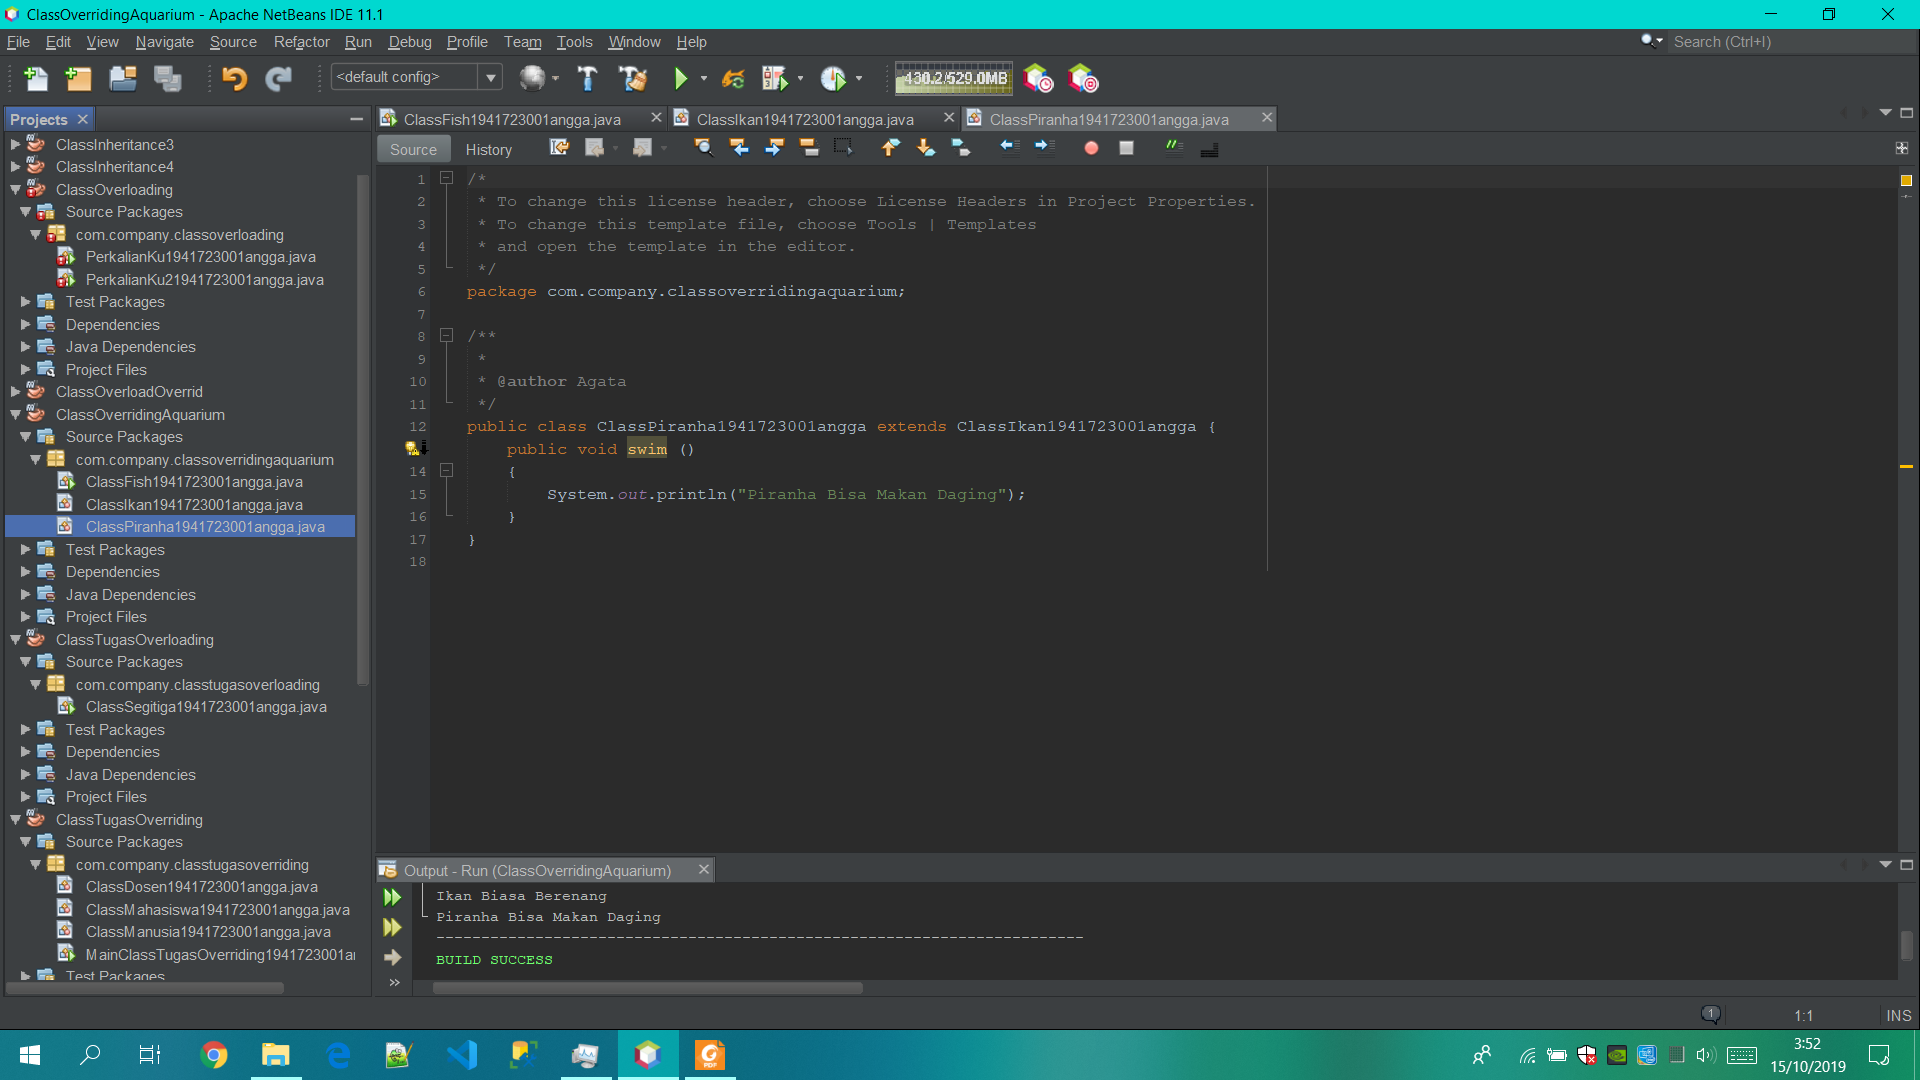 ClassOverridingAquarium - Apache NetBeans IDE 11.1
File Edit View Navigate Source Refactor Run Debug Profile Team Tools Window Help
Search (Ctrl+I)
<default config>
430.2/529.0MB
Projects
ClassInheritance3
ClassInheritance4
ClassOverloading
Source Packages
com.company.classoverloading
PerkalianKu1941723001angga.java
PerkalianKu21941723001angga.java
Test Packages
Dependencies
Java Dependencies
Project Files
ClassOverloadOverrid
ClassOverridingAquarium
Source Packages
com.company.classoverridingaquarium
ClassFish1941723001angga.java
ClassIkan1941723001angga.java
ClassPiranha1941723001angga.java
Test Packages
Dependencies
Java Dependencies
Project Files
ClassTugasOverloading
Source Packages
com.company.classtugasoverloading
ClassSegitiga1941723001angga.java
Test Packages
Dependencies
Java Dependencies
Project Files
ClassTugasOverriding
Source Packages
com.company.classtugasoverriding
ClassDosen1941723001angga.java
ClassMahasiswa1941723001angga.java
ClassManusia1941723001angga.java
MainClassTugasOverriding1941723001a
Test Packages
ClassFish1941723001angga.java ClassIkan1941723001angga.java ClassPiranha1941723001angga.java
Source History
1 /*
2 * To change this license header, choose License Headers in Project Properties.
3 * To change this template file, choose Tools | Templates
4 * and open the template in the editor.
5 */
6 package com.company.classoverridingaquarium;
7
8 /**
9 *
10 * @author Agata
11 */
12 public class ClassPiranha1941723001angga extends ClassIkan1941723001angga {
public void swim ()
14 {
15 System.out.println("Piranha Bisa Makan Daging");
16 }
17 }
18
Output - Run (ClassOverridingAquarium)
Ikan Biasa Berenang
Piranha Bisa Makan Daging
------------------------------------------------------------------------
BUILD SUCCESS
1
1:1
INS
3:52
15/10/2019